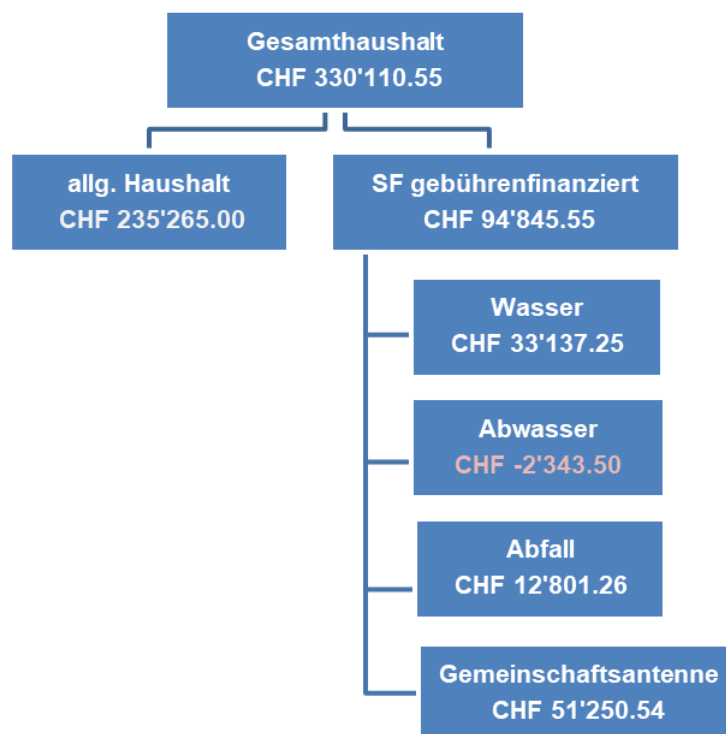 Gesamthaushalt
CHF 330'110.55
allg. Haushalt
CHF 235'265.00
SF gebührenfinanziert
CHF 94'845.55
Wasser
CHF 33'137.25
Abwasser
CHF -2'343.50
Abfall
CHF 12'801.26
Gemeinschaftsantenne
CHF 51'250.54